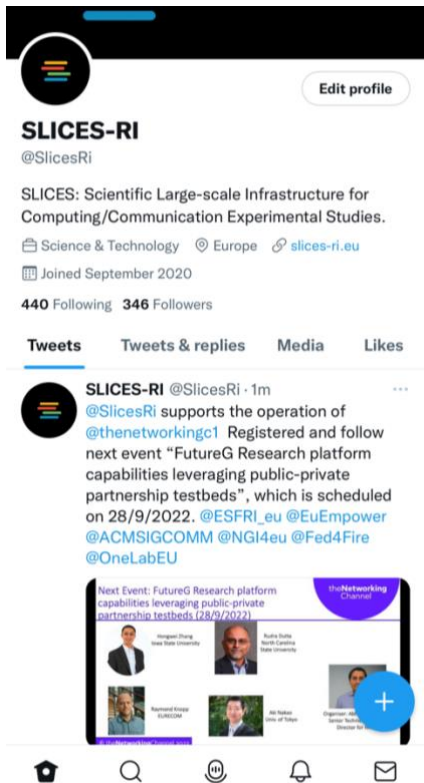 Edit profile
SLICES-RI
@SlicesRi
SLICES: Scientific Large-scale Infrastructure for
Computing/Communication Experimental Studies.
Science & Technology Europe slices-ri.eu
Joined September 2020
440 Following 346 Followers
Tweets Tweets & replies Media Likes
SLICES-RI @SlicesRi · 1m
@SlicesRi supports the operation of
@thenetworkingc1 Registered and follow
next event “FutureG Research platform
capabilities leveraging public-private
partnership testbeds”, which is scheduled
on 28/9/2022. @ESFRI_eu @EuEmpower
@ACMSIGCOMM @NGI4eu @Fed4Fire
@OneLabEU
Next Event: FutureG Research platform
capabilities leveraging public-private
partnership testbeds (28/9/2022)
theNetworking
Channel
Hongwei Zhang
Iowa State University
Rudra Dutta
North Carolina
State University
Raymond Knopp
EURECOM
Aki Nakao
Univ of Tokyo
Organiser:
Senior
Director for